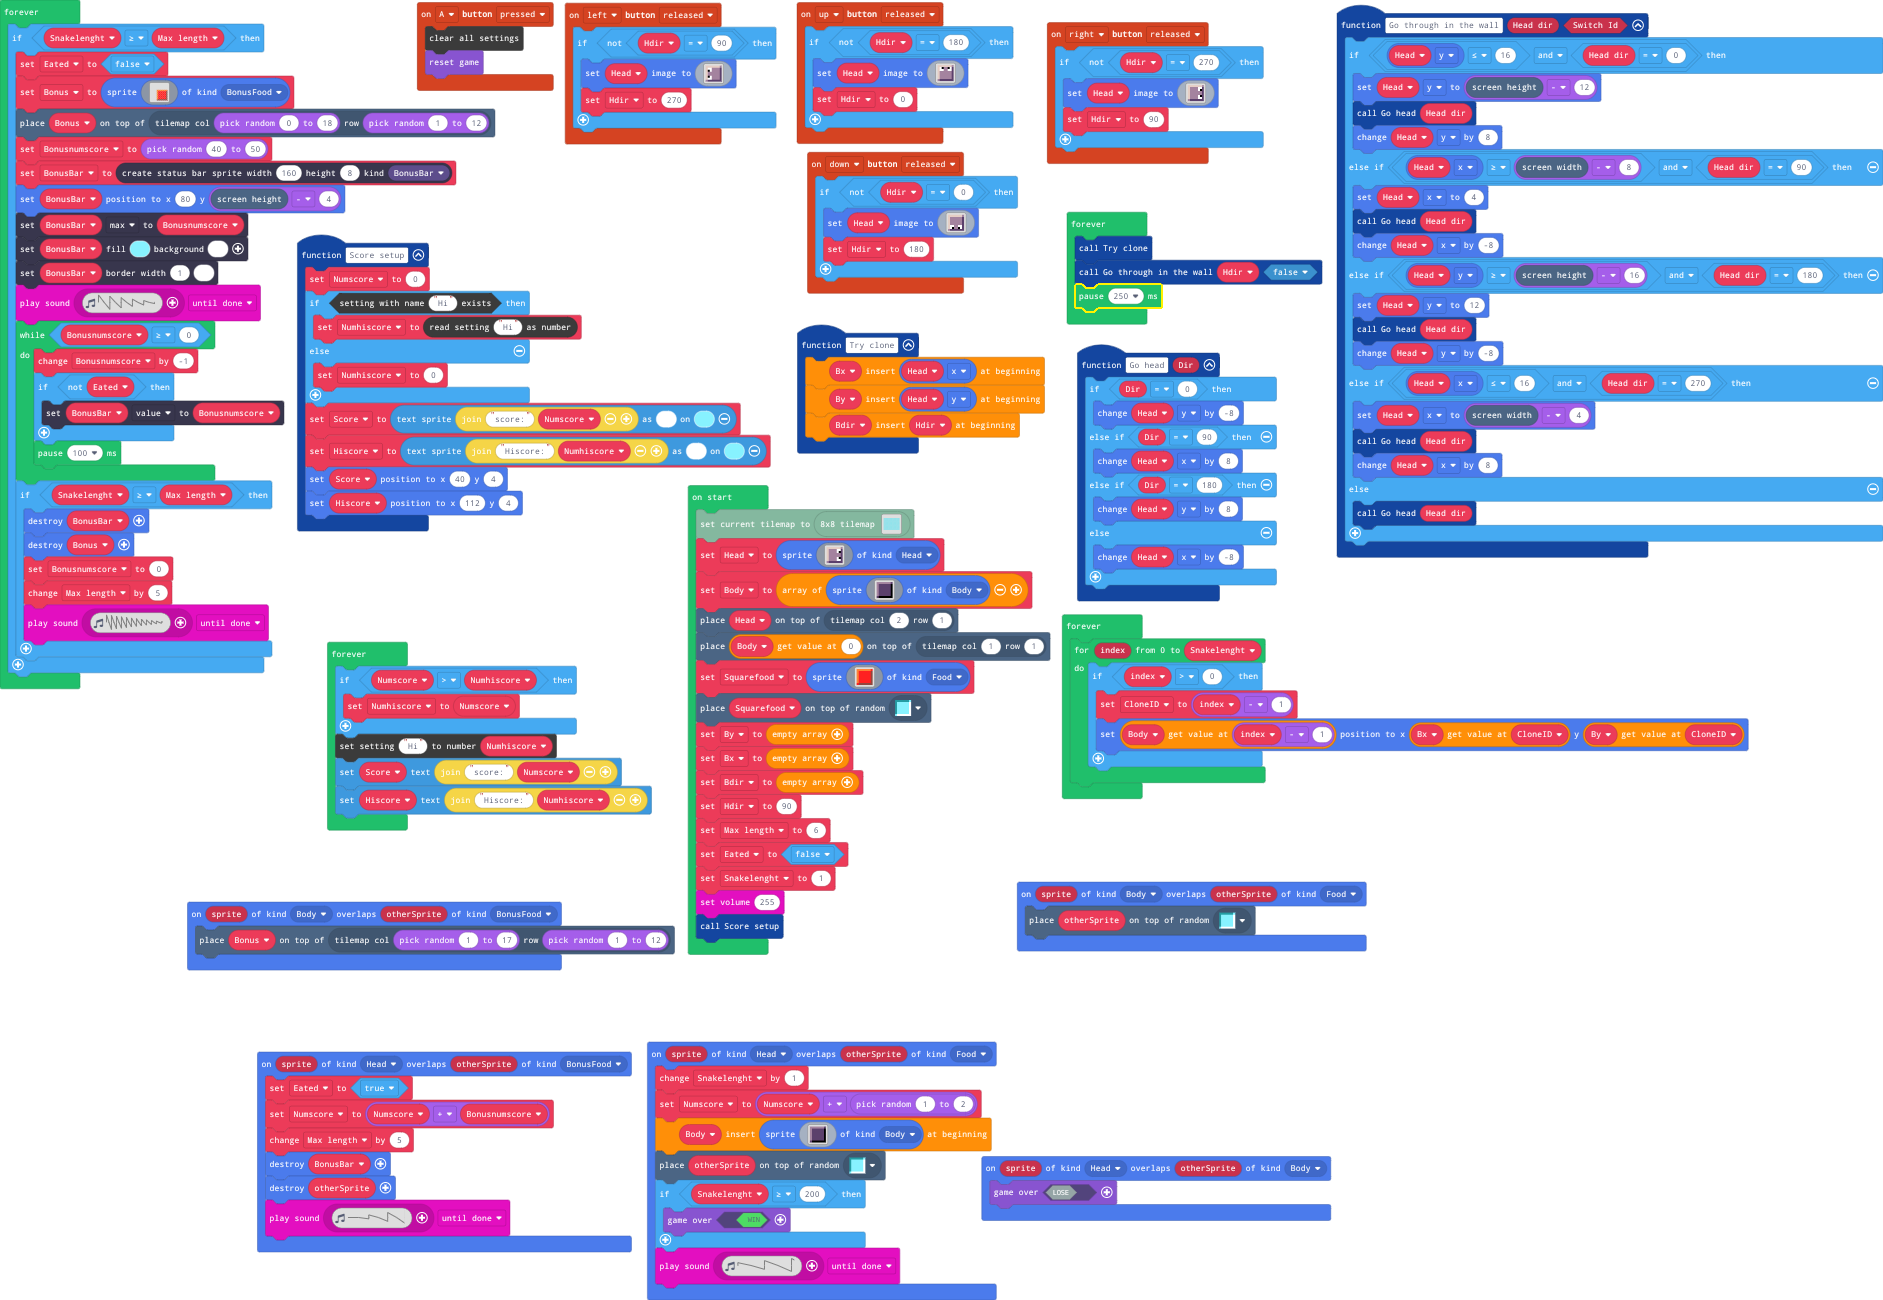 forever
if Snakelenght ≥ Max length then
set Eated to false
set Bonus to sprite of kind BonusFood
place Bonus on top of tilemap col pick random 0 to 18 row pick random 1 to 12
set Bonusnumscore to pick random 40 to 50
set BonusBar to create status bar sprite width 160 height 8 kind BonusBar
set BonusBar position to x 80 y screen height - 4
set BonusBar max to Bonusnumscore
set BonusBar fill background
set BonusBar border width 1
play sound until done
while Bonusnumscore ≥ 0
do change Bonusnumscore by -1
if not Eated then
set BonusBar value to Bonusnumscore
pause 100 ms
if Snakelenght ≥ Max length then
destroy BonusBar
destroy Bonus
set Bonusnumscore to 0
change Max length by 5
play sound until done
on A button pressed
clear all settings
reset game
on left button released
if not Hdir = 90 then
set Head image to
set Hdir to 270
on up button released
if not Hdir = 180 then
set Head image to
set Hdir to 0
on right button released
if not Hdir = 270 then
set Head image to
set Hdir to 90
on down button released
if not Hdir = 0 then
set Head image to
set Hdir to 180
function Go through in the wall Head dir Switch Id
if Head y ≤ 16 and Head dir = 0 then
set Head y to screen height - 12
call Go head Head dir
change Head y by 8
else if Head x ≥ screen width - 8 and Head dir = 90 then
set Head x to 4
call Go head Head dir
change Head x by -8
else if Head y ≥ screen height - 16 and Head dir = 180 then
set Head y to 12
call Go head Head dir
change Head y by -8
else if Head x ≤ 16 and Head dir = 270 then
set Head x to screen width - 4
call Go head Head dir
change Head x by 8
else
call Go head Head dir
forever
call Try clone
call Go through in the wall Hdir false
pause 250 ms
function Score setup
set Numscore to 0
if setting with name "Hi" exists then
set Numhiscore to read setting "Hi" as number
else
set Numhiscore to 0
set Score to text sprite join "score:" Numscore as on
set Hiscore to text sprite join "Hiscore:" Numhiscore as on
set Score position to x 40 y 4
set Hiscore position to x 112 y 4
function Try clone
Bx insert Head x at beginning
By insert Head y at beginning
Bdir insert Hdir at beginning
function Go head Dir
if Dir = 0 then
change Head y by -8
else if Dir = 90 then
change Head x by 8
else if Dir = 180 then
change Head y by 8
else
change Head x by -8
on start
set current tilemap to 8x8 tilemap
set Head to sprite of kind Head
set Body to array of sprite of kind Body
place Head on top of tilemap col 2 row 1
place Body get value at 0 on top of tilemap col 1 row 1
set Squarefood to sprite of kind Food
place Squarefood on top of random
set By to empty array
set Bx to empty array
set Bdir to empty array
set Hdir to 90
set Max length to 6
set Eated to false
set Snakelenght to 1
set volume 255
call Score setup
forever
if Numscore > Numhiscore then
set Numhiscore to Numscore
set setting "Hi" to number Numhiscore
set Score text join "score:" Numscore
set Hiscore text join "Hiscore:" Numhiscore
forever
for index from 0 to Snakelenght
do if index > 0 then
set CloneID to index - 1
set Body get value at index - 1 position to x Bx get value at CloneID y By get value at CloneID
on sprite of kind Body overlaps otherSprite of kind BonusFood
place Bonus on top of tilemap col pick random 1 to 17 row pick random 1 to 12
on sprite of kind Body overlaps otherSprite of kind Food
place otherSprite on top of random
on sprite of kind Head overlaps otherSprite of kind BonusFood
set Eated to true
set Numscore to Numscore + Bonusnumscore
change Max length by 5
destroy BonusBar
destroy otherSprite
play sound until done
on sprite of kind Head overlaps otherSprite of kind Food
change Snakelenght by 1
set Numscore to Numscore + pick random 1 to 2
Body insert sprite of kind Body at beginning
place otherSprite on top of random
if Snakelenght ≥ 200 then
game over WIN
play sound until done
on sprite of kind Head overlaps otherSprite of kind Body
game over LOSE